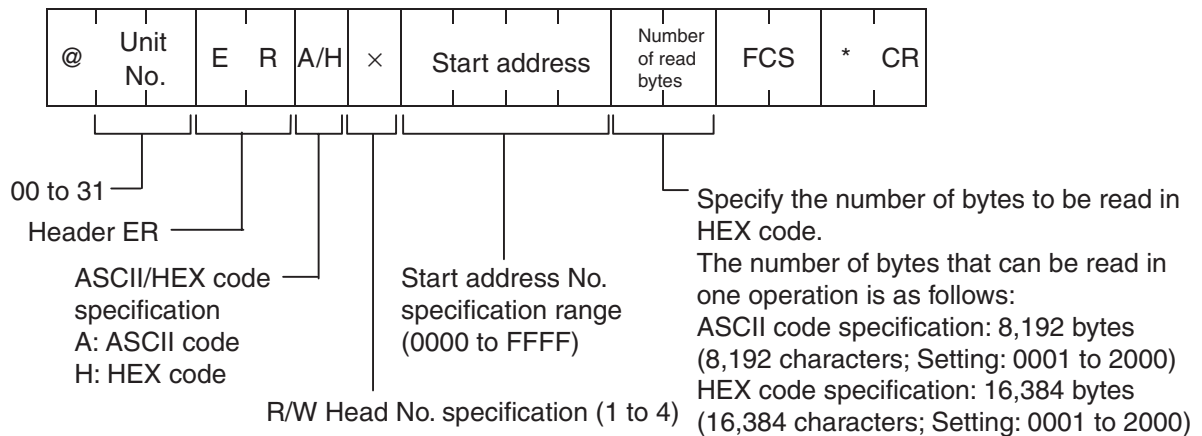 @ Unit No. E R A/H × Start address Number of read bytes FCS * CR
00 to 31
Header ER
ASCII/HEX code
specification
A: ASCII code
H: HEX code
R/W Head No. specification (1 to 4)
Start address No.
specification range
(0000 to FFFF)
Specify the number of bytes to be read in
HEX code.
The number of bytes that can be read in
one operation is as follows:
ASCII code specification: 8,192 bytes
(8,192 characters; Setting: 0001 to 2000)
HEX code specification: 16,384 bytes
(16,384 characters; Setting: 0001 to 2000)